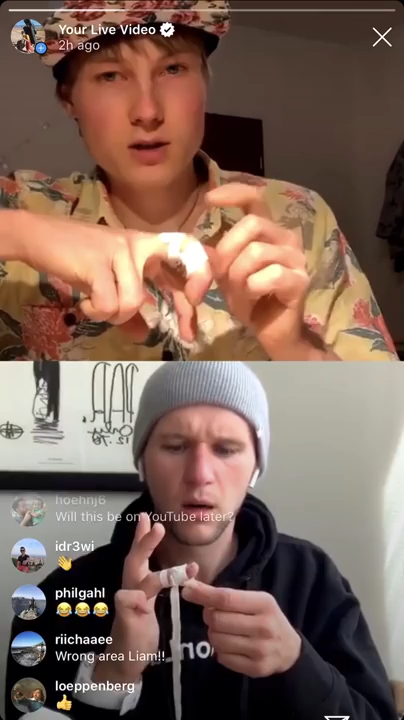 Your Live Video
2h ago
hoehnj6
Will this be on YouTube later?
idr3wi
👋
philgahl
😂😂😂
riichaaee
Wrong area Liam!!
loeppenberg
👍